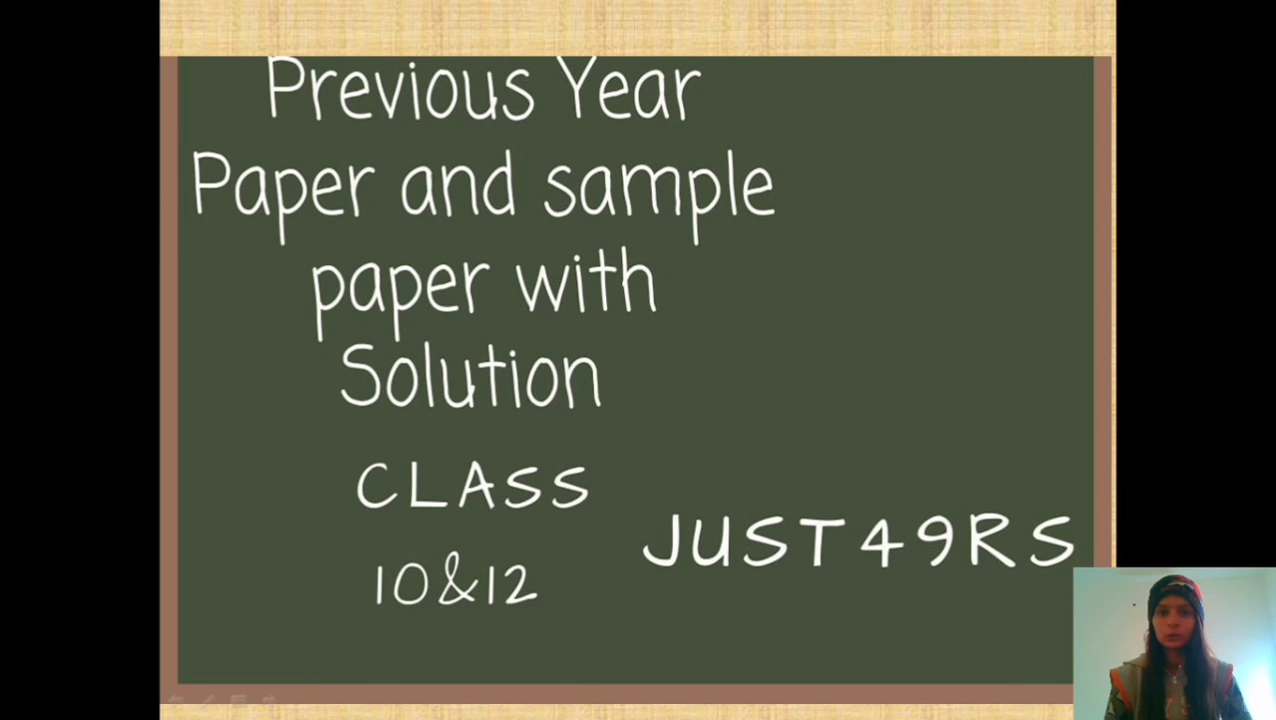 Previous Year
Paper and sample
paper with
Solution
CLASS
10&12
JUST49RS